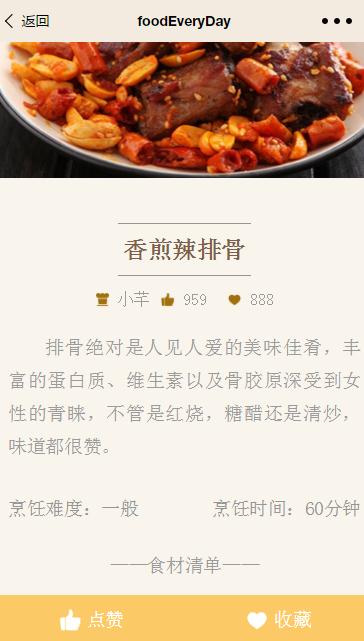 返回 foodEveryDay
香煎辣排骨
小芊 959 888
排骨绝对是人见人爱的美味佳肴，丰
富的蛋白质、维生素以及骨胶原深受到女
性的青睐，不管是红烧，糖醋还是清炒，
味道都很赞。
烹饪难度：一般 烹饪时间：60分钟
——食材清单——
点赞 收藏